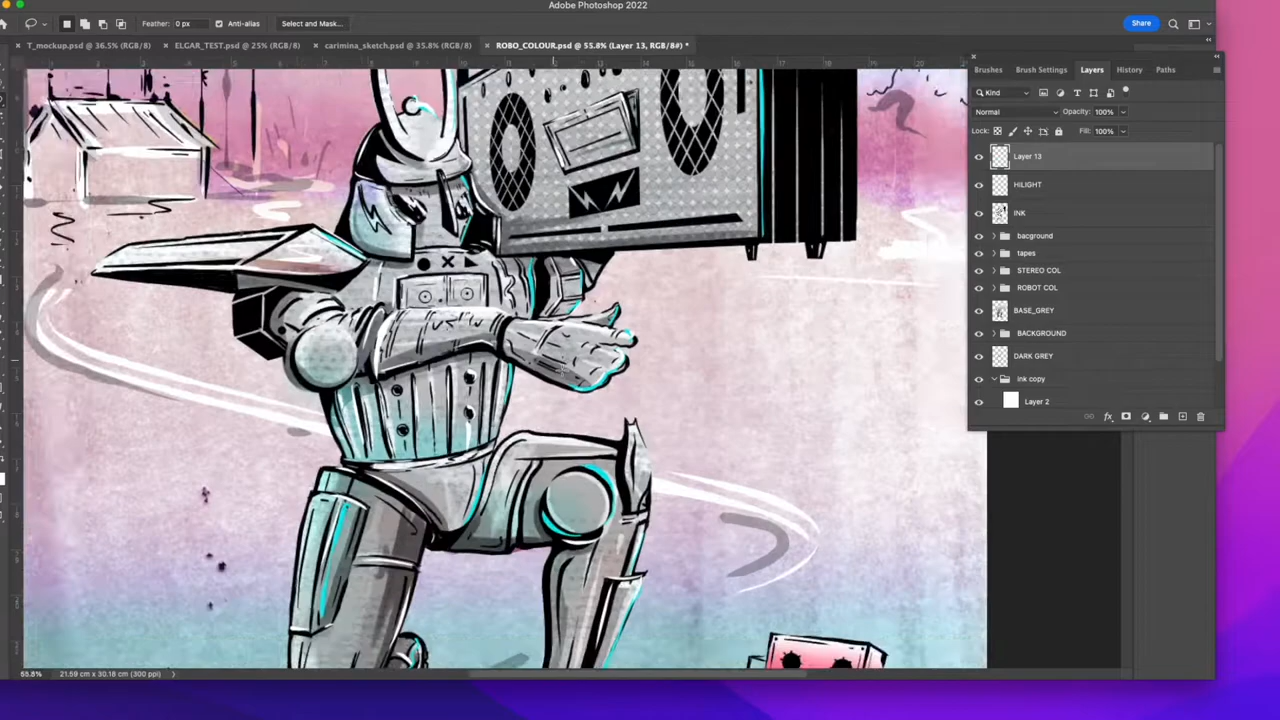 Adobe Photoshop 2022
Feather: 0 px Anti-alias Select and Mask... Share
T_mockup.psd @ 36.5% (RGB/8) ELGAR_TEST.psd @ 25% (RGB/8) carimina_sketch.psd @ 35.8% (RGB/8) ROBO_COLOUR.psd @ 55.8% (Layer 13, RGB/8#) *
Brushes Brush Settings Layers History Paths
Kind
Normal Opacity: 100%
Lock: Fill: 100%
Layer 13
HILIGHT
INK
bacground
tapes
STEREO COL
ROBOT COL
BASE_GREY
BACKGROUND
DARK GREY
ink copy
Layer 2
55.8% 21.59 cm x 30.18 cm (300 ppi)